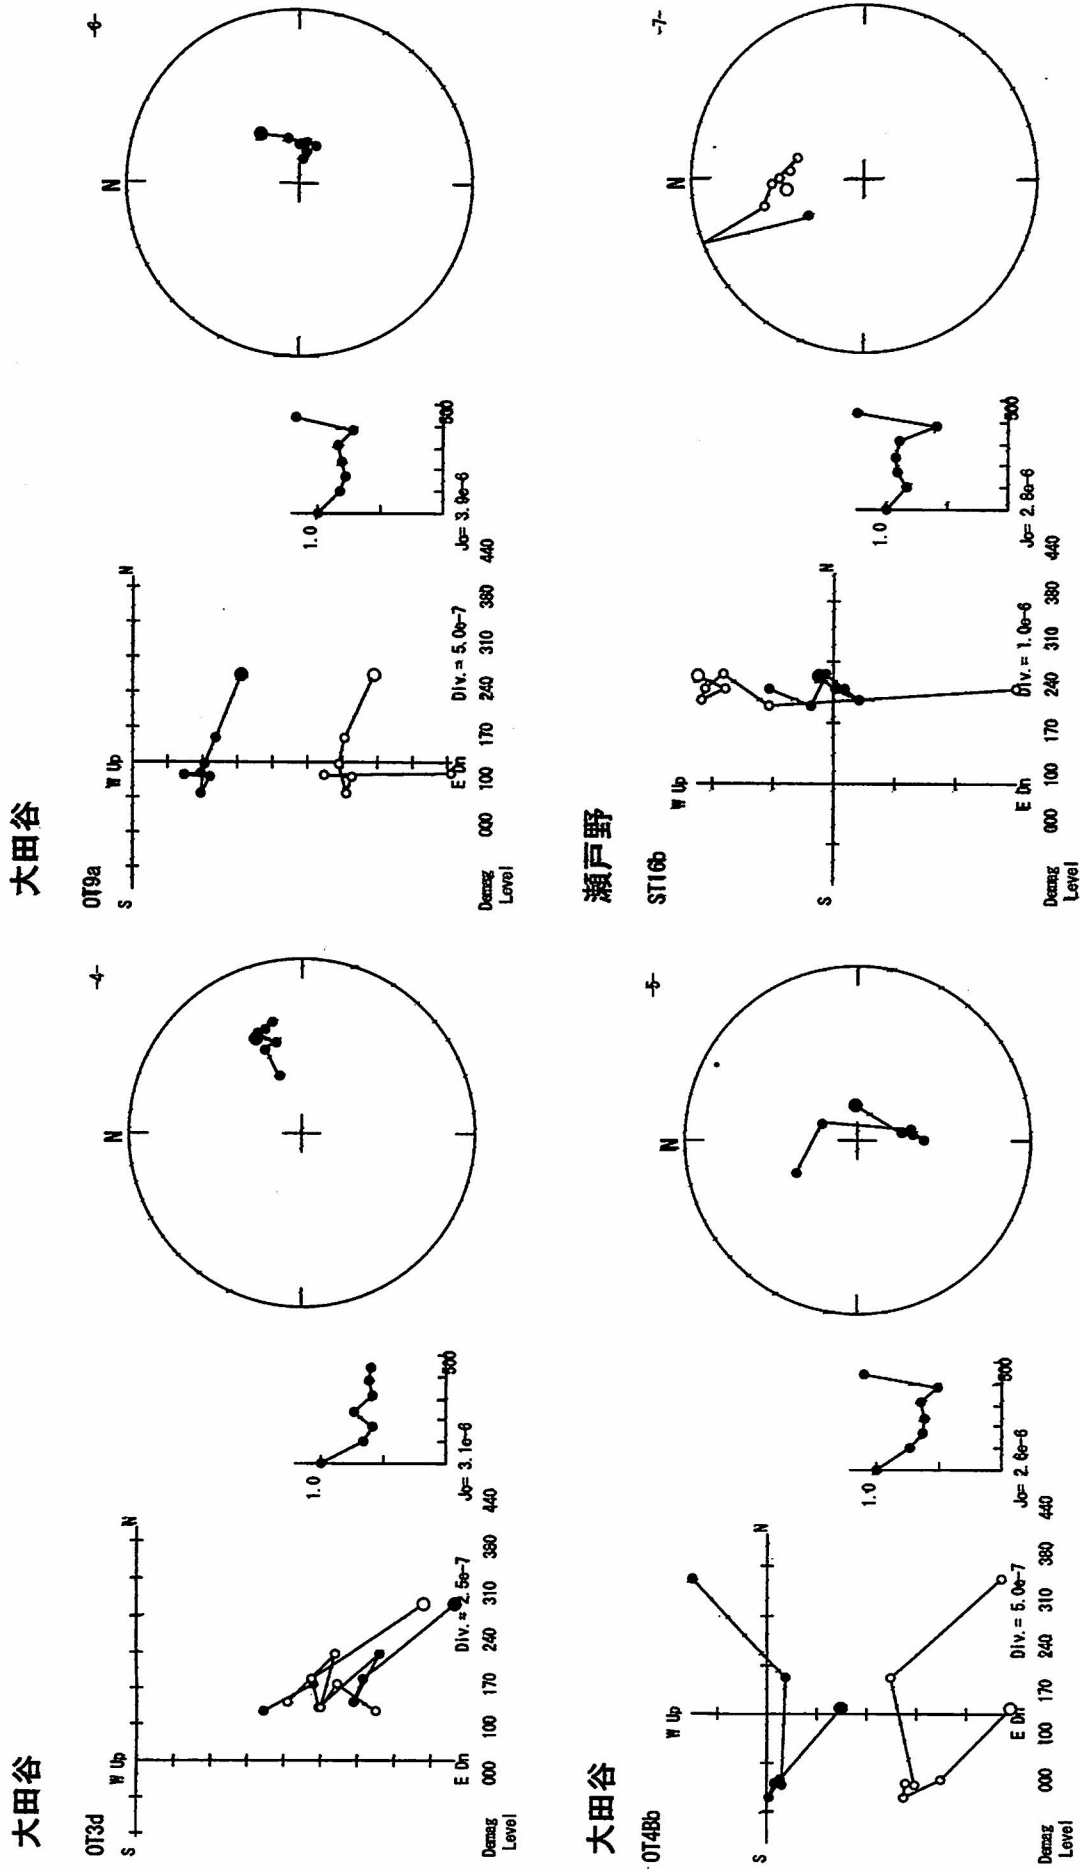 大田谷
OT3d
-4-
W Up
S
N
N
1.0
E Dn
Div. = 2.5e-7
Jo= 3.1e-6
500
Demag Level
000 100 170 240 310 380 440
大田谷
OT9a
-6-
W Up
S
N
N
1.0
E Dn
Div. = 5.0e-7
Jo= 3.9e-6
Demag Level
000 100 170 240 310 380 440
大田谷
OT4Bb
-5-
W Up
S
N
N
1.0
E Dn
Div. = 5.0e-7
Jo= 2.6e-6
500
Demag Level
000 100 170 240 310 380 440
瀬戸野
ST16b
-7-
W Up
S
N
N
1.0
E Dn
Div. = 1.0e-6
Jo= 2.8e-6
500
Demag Level
000 100 170 240 310 380 440